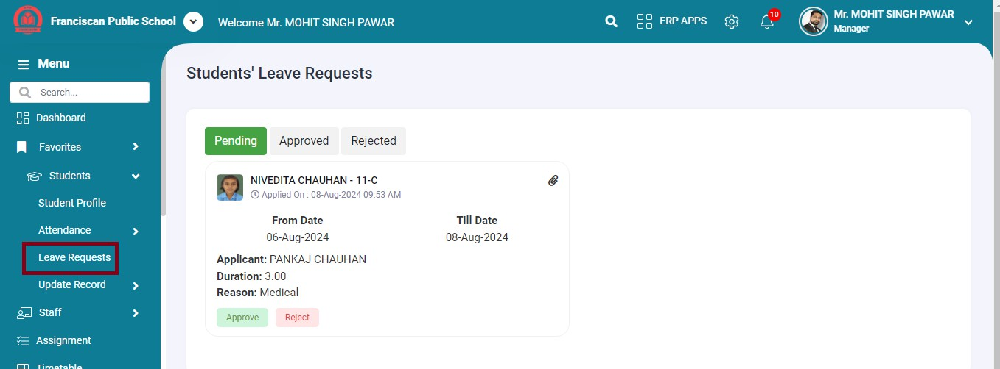 Franciscan Public School
Welcome Mr. MOHIT SINGH PAWAR
ERP APPS
10
Mr. MOHIT SINGH PAWAR
Manager
Menu
Search...
Dashboard
Favorites
Students
Student Profile
Attendance
Leave Requests
Update Record
Staff
Assignment
Timetable
Students' Leave Requests
Pending Approved Rejected
NIVEDITA CHAUHAN - 11-C
Applied On : 08-Aug-2024 09:53 AM
From Date Till Date
06-Aug-2024 08-Aug-2024
Applicant: PANKAJ CHAUHAN
Duration: 3.00
Reason: Medical
Approve Reject